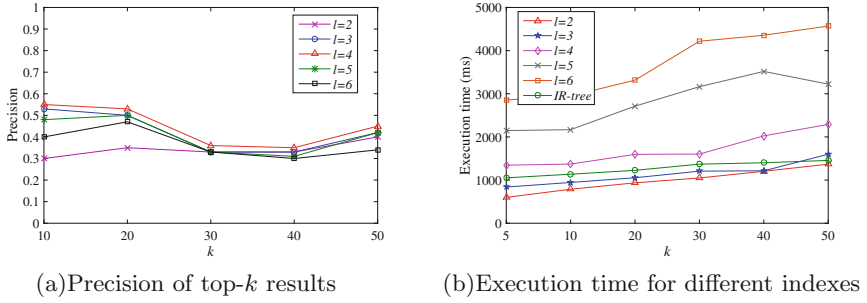 1
0.9
0.8
0.7
0.6
0.5
0.4
0.3
0.2
0.1
0
Precision
10 20 30 40 50
k
l=2
l=3
l=4
l=5
l=6
(a)Precision of top-k results
5000
4000
3000
2000
1000
0
Execution time (ms)
5 10 20 30 40 50
k
l=2
l=3
l=4
l=5
l=6
IR-tree
(b)Execution time for different indexes